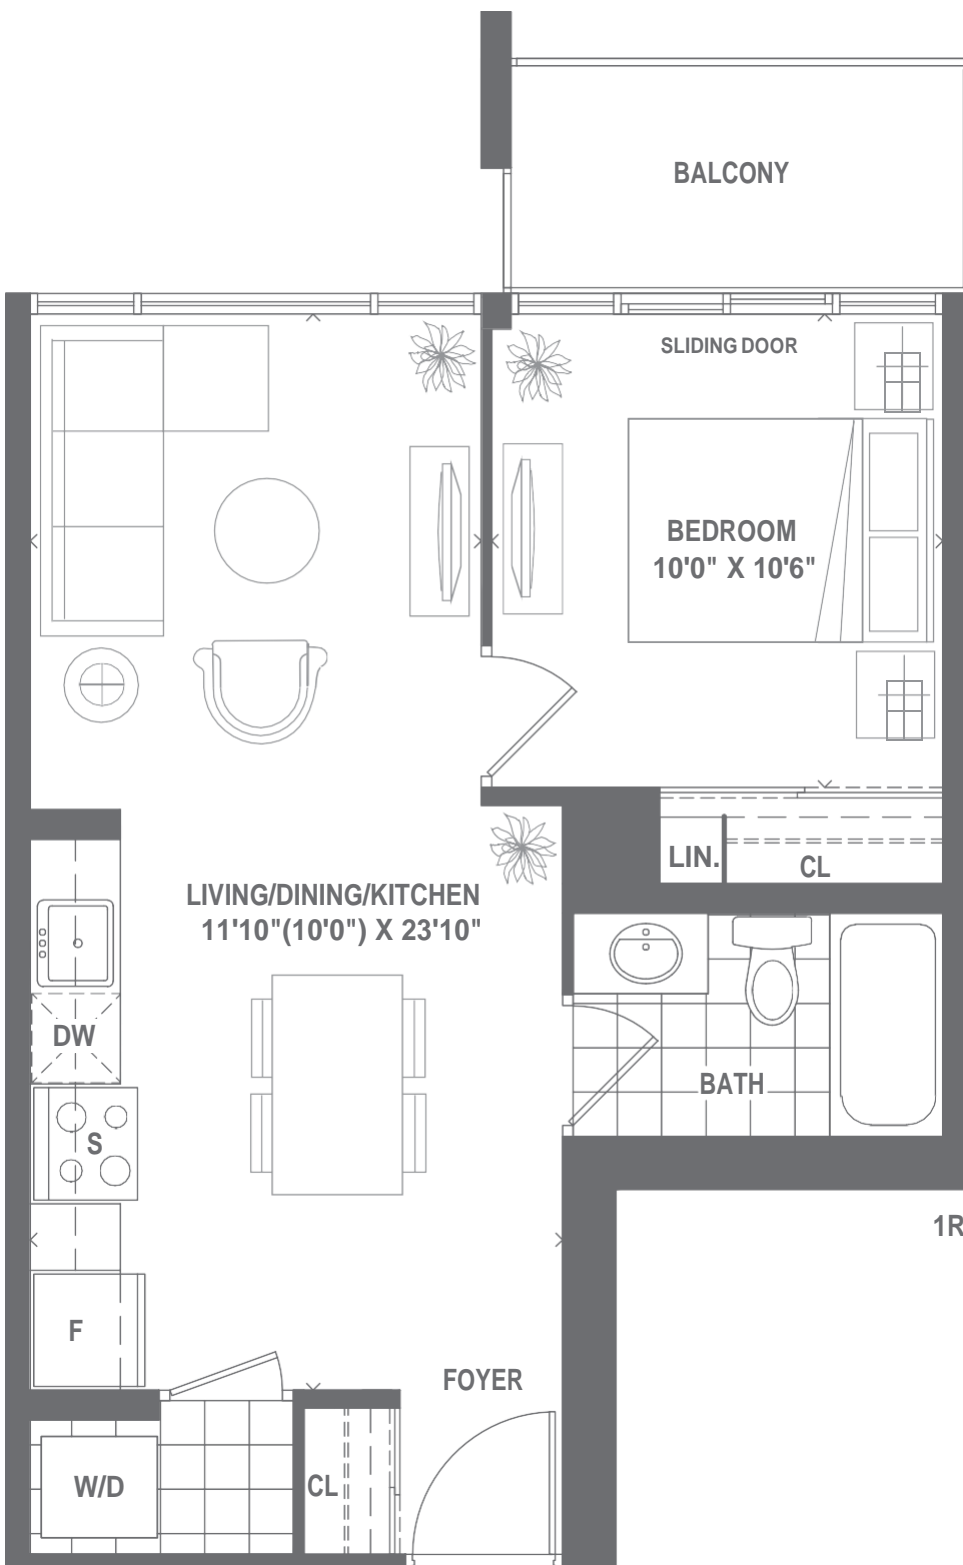 BALCONY
SLIDING DOOR
BEDROOM
10'0" X 10'6"
LIN.
CL
LIVING/DINING/KITCHEN
11'10"(10'0") X 23'10"
DW
BATH
S
1R
F
FOYER
W/D
CL